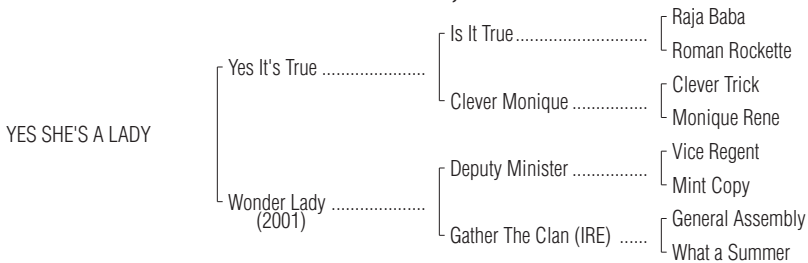 Raja Baba
Is It True...........................
Roman Rockette
Yes It's True ......................
Clever Trick
Clever Monique ................
Monique Rene
YES SHE'S A LADY
Vice Regent
Deputy Minister ................
Mint Copy
Wonder Lady ....................
(2001)
General Assembly
Gather The Clan (IRE) ......
What a Summer